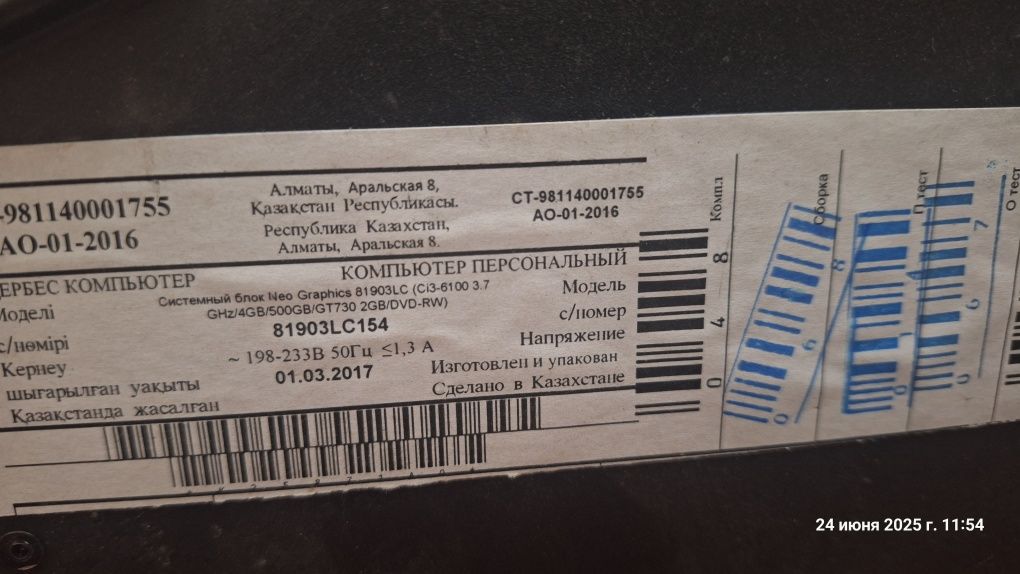 -981140001755
АО-01-2016
Алматы, Аральская 8,
Қазақстан Республикасы.
Республика Казахстан,
Алматы, Аральская 8.
СТ-981140001755
АО-01-2016
ЕРБЕС КОМПЬЮТЕР
КОМПЬЮТЕР ПЕРСОНАЛЬНЫЙ
Моделі
Системный блок Neo Graphics 81903LC (Ci3-6100 3.7
GHz/4GB/500GB/GT730 2GB/DVD-RW)
Модель
с/нөмірі
81903LC154
с/номер
Кернеу
~ 198-233В 50Гц ≤1,3 А
Напряжение
шығарылған уақыты
01.03.2017
Изготовлен и упакован
Қазақстанда жасалған
Сделано в Казахстане
Компл
048
Сборка
068
П тест
О тест
24 июня 2025 г. 11:54